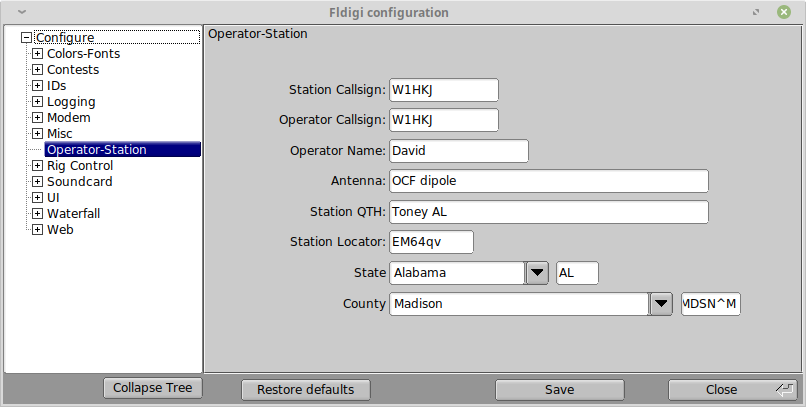 Fldigi configuration
Configure
Colors-Fonts
Contests
IDs
Logging
Modem
Misc
Operator-Station
Rig Control
Soundcard
UI
Waterfall
Web
Operator-Station
Station Callsign: W1HKJ
Operator Callsign: W1HKJ
Operator Name: David
Antenna: OCF dipole
Station QTH: Toney AL
Station Locator: EM64qv
State Alabama AL
County Madison MDSN^M
Collapse Tree Restore defaults Save Close